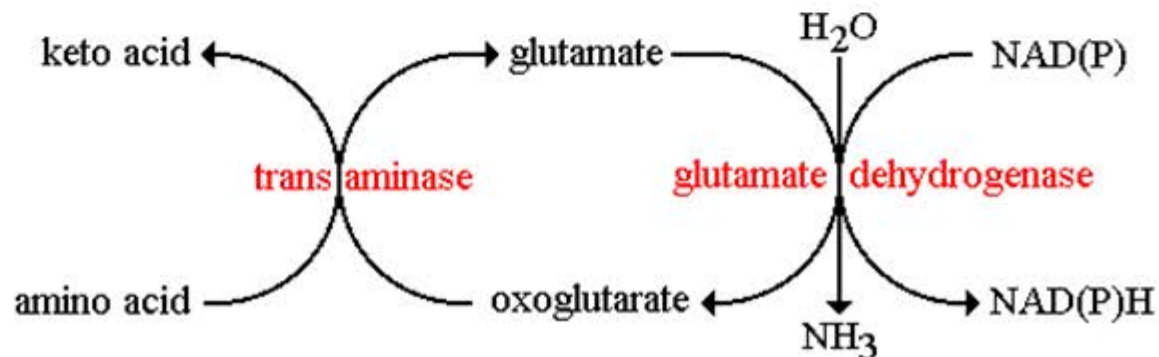 H2O
keto acid glutamate NAD(P)
trans aminase glutamate dehydrogenase
amino acid oxoglutarate NAD(P)H
NH3